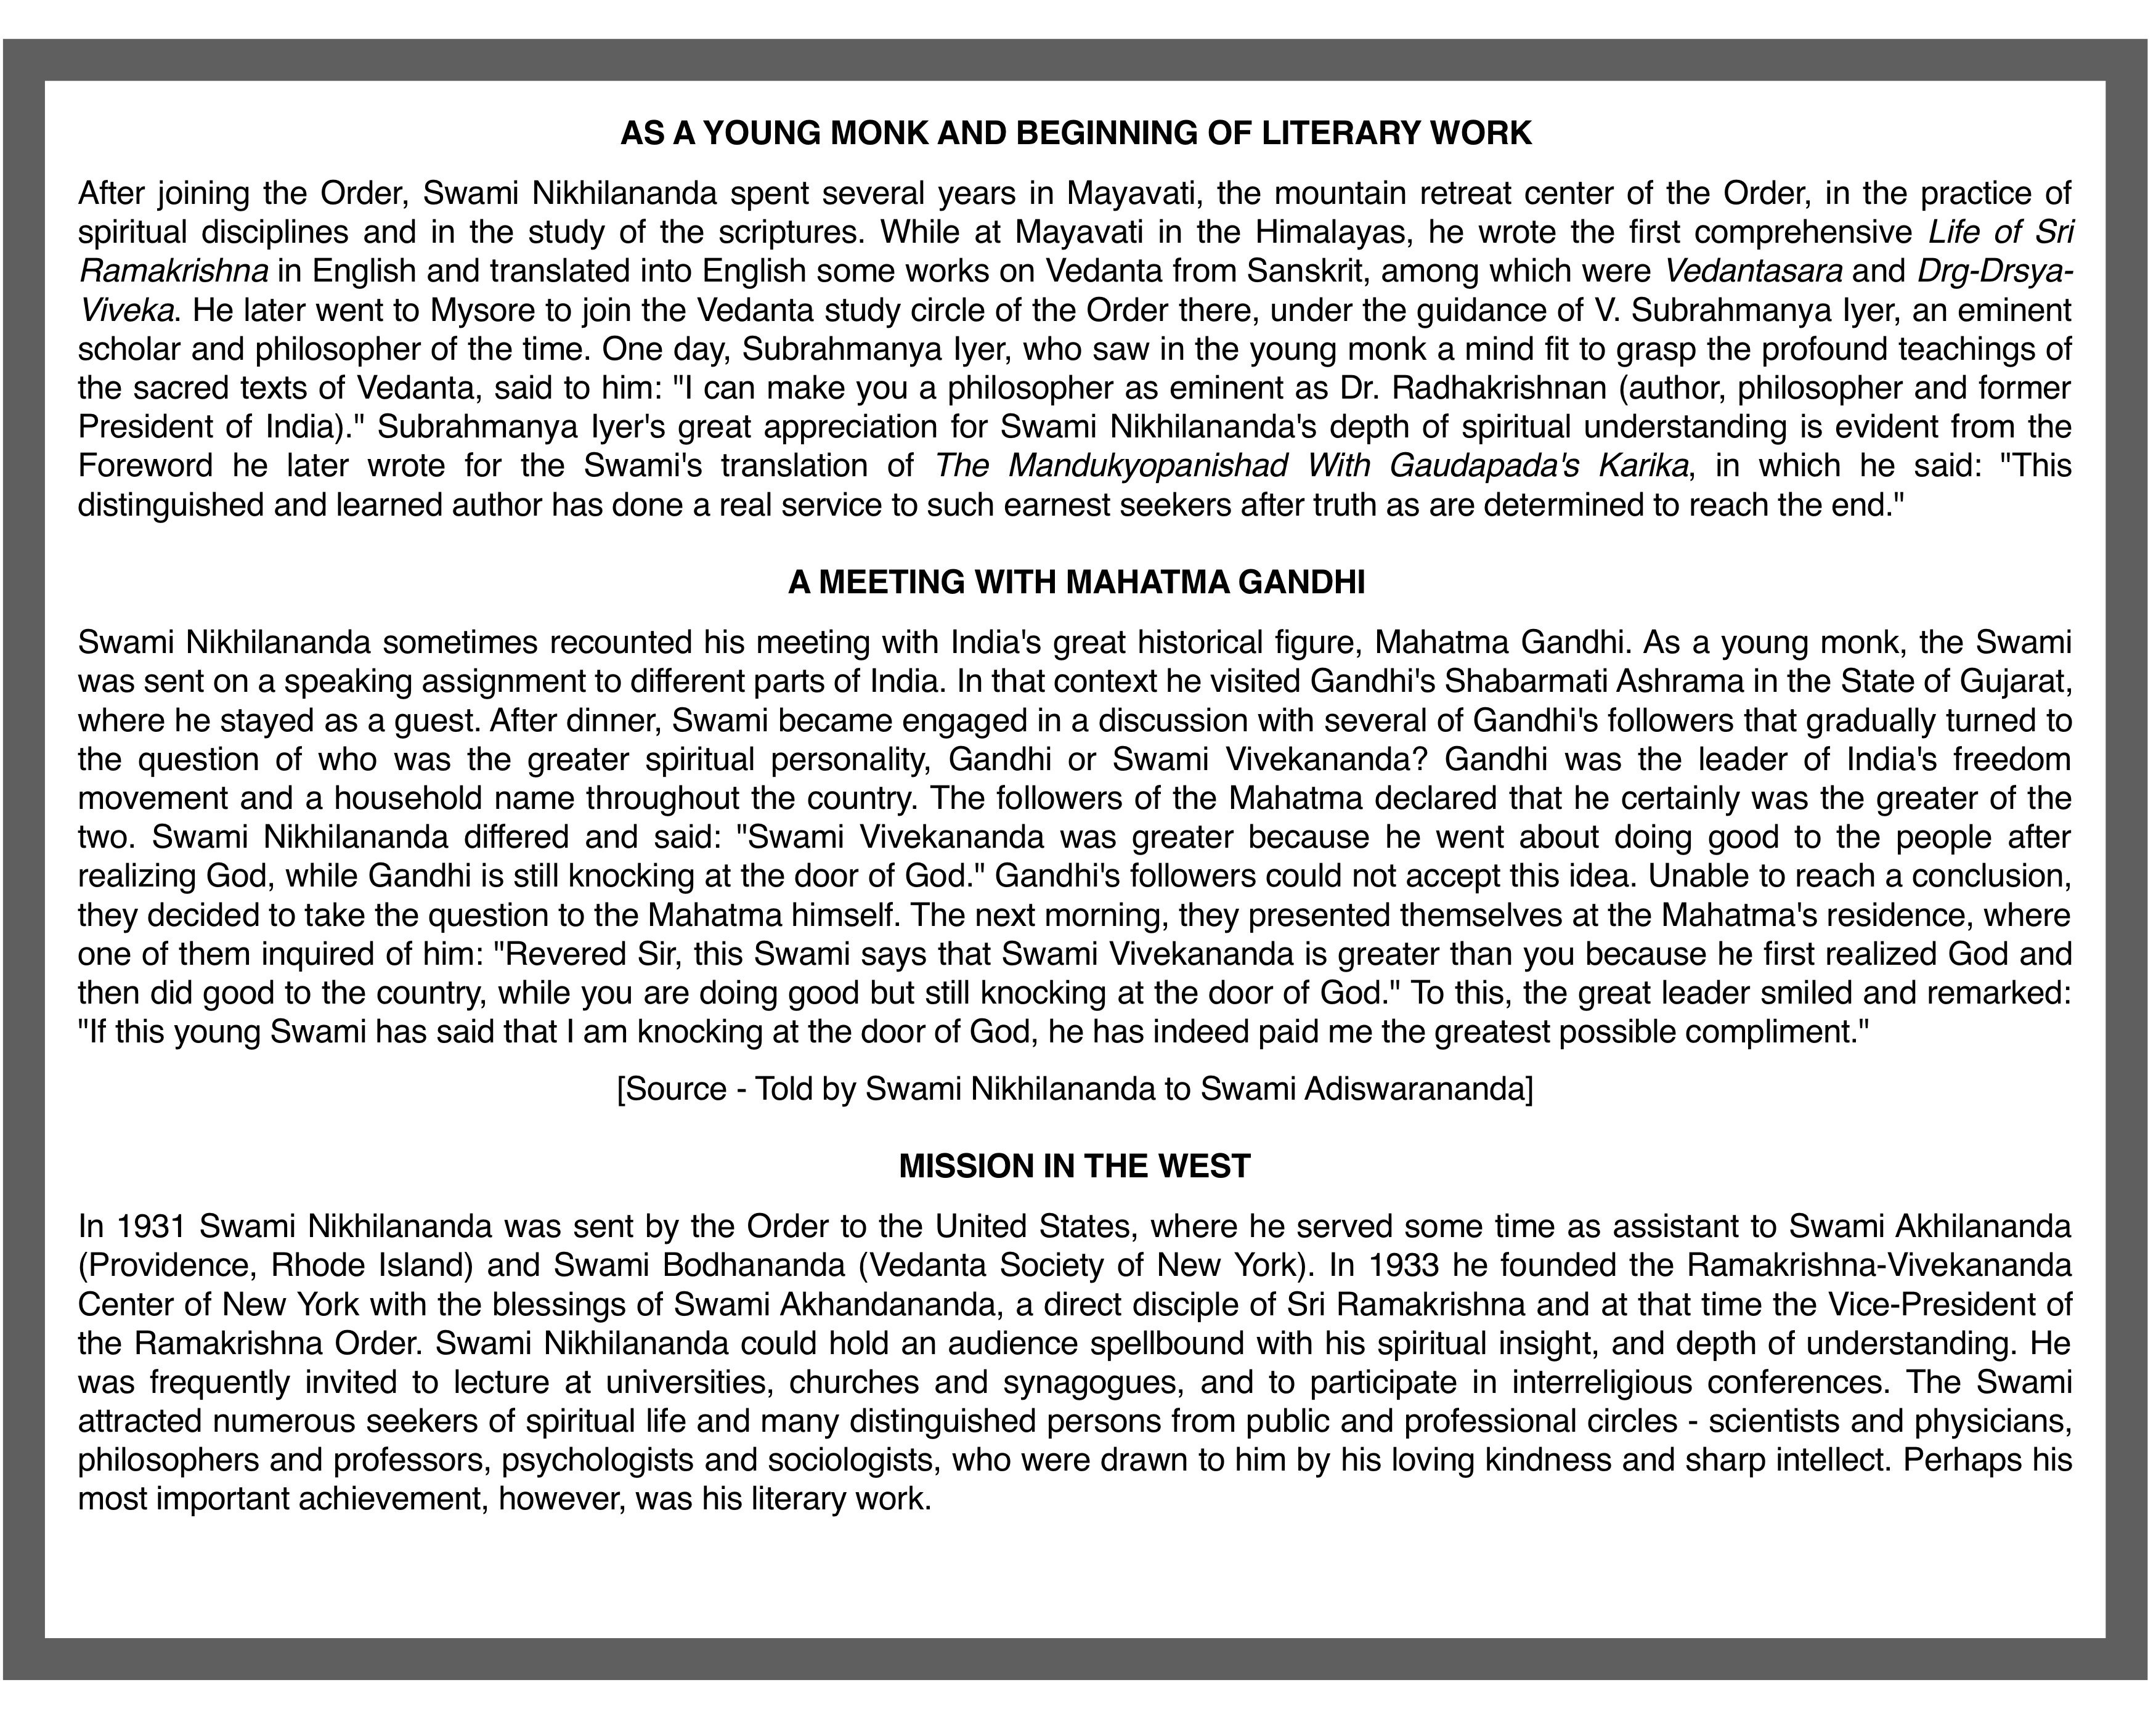 AS A YOUNG MONK AND BEGINNING OF LITERARY WORK
After joining the Order, Swami Nikhilananda spent several years in Mayavati, the mountain retreat center of the Order, in the practice of
spiritual disciplines and in the study of the scriptures. While at Mayavati in the Himalayas, he wrote the first comprehensive Life of Sri
Ramakrishna in English and translated into English some works on Vedanta from Sanskrit, among which were Vedantasara and Drg-Drsya-
Viveka. He later went to Mysore to join the Vedanta study circle of the Order there, under the guidance of V. Subrahmanya Iyer, an eminent
scholar and philosopher of the time. One day, Subrahmanya Iyer, who saw in the young monk a mind fit to grasp the profound teachings of
the sacred texts of Vedanta, said to him: "I can make you a philosopher as eminent as Dr. Radhakrishnan (author, philosopher and former
President of India)." Subrahmanya Iyer's great appreciation for Swami Nikhilananda's depth of spiritual understanding is evident from the
Foreword he later wrote for the Swami's translation of The Mandukyopanishad With Gaudapada's Karika, in which he said: "This
distinguished and learned author has done a real service to such earnest seekers after truth as are determined to reach the end."
A MEETING WITH MAHATMA GANDHI
Swami Nikhilananda sometimes recounted his meeting with India's great historical figure, Mahatma Gandhi. As a young monk, the Swami
was sent on a speaking assignment to different parts of India. In that context he visited Gandhi's Shabarmati Ashrama in the State of Gujarat,
where he stayed as a guest. After dinner, Swami became engaged in a discussion with several of Gandhi's followers that gradually turned to
the question of who was the greater spiritual personality, Gandhi or Swami Vivekananda? Gandhi was the leader of India's freedom
movement and a household name throughout the country. The followers of the Mahatma declared that he certainly was the greater of the
two. Swami Nikhilananda differed and said: "Swami Vivekananda was greater because he went about doing good to the people after
realizing God, while Gandhi is still knocking at the door of God." Gandhi's followers could not accept this idea. Unable to reach a conclusion,
they decided to take the question to the Mahatma himself. The next morning, they presented themselves at the Mahatma's residence, where
one of them inquired of him: "Revered Sir, this Swami says that Swami Vivekananda is greater than you because he first realized God and
then did good to the country, while you are doing good but still knocking at the door of God." To this, the great leader smiled and remarked:
"If this young Swami has said that I am knocking at the door of God, he has indeed paid me the greatest possible compliment."
[Source - Told by Swami Nikhilananda to Swami Adiswarananda]
MISSION IN THE WEST
In 1931 Swami Nikhilananda was sent by the Order to the United States, where he served some time as assistant to Swami Akhilananda
(Providence, Rhode Island) and Swami Bodhananda (Vedanta Society of New York). In 1933 he founded the Ramakrishna-Vivekananda
Center of New York with the blessings of Swami Akhandananda, a direct disciple of Sri Ramakrishna and at that time the Vice-President of
the Ramakrishna Order. Swami Nikhilananda could hold an audience spellbound with his spiritual insight, and depth of understanding. He
was frequently invited to lecture at universities, churches and synagogues, and to participate in interreligious conferences. The Swami
attracted numerous seekers of spiritual life and many distinguished persons from public and professional circles - scientists and physicians,
philosophers and professors, psychologists and sociologists, who were drawn to him by his loving kindness and sharp intellect. Perhaps his
most important achievement, however, was his literary work.